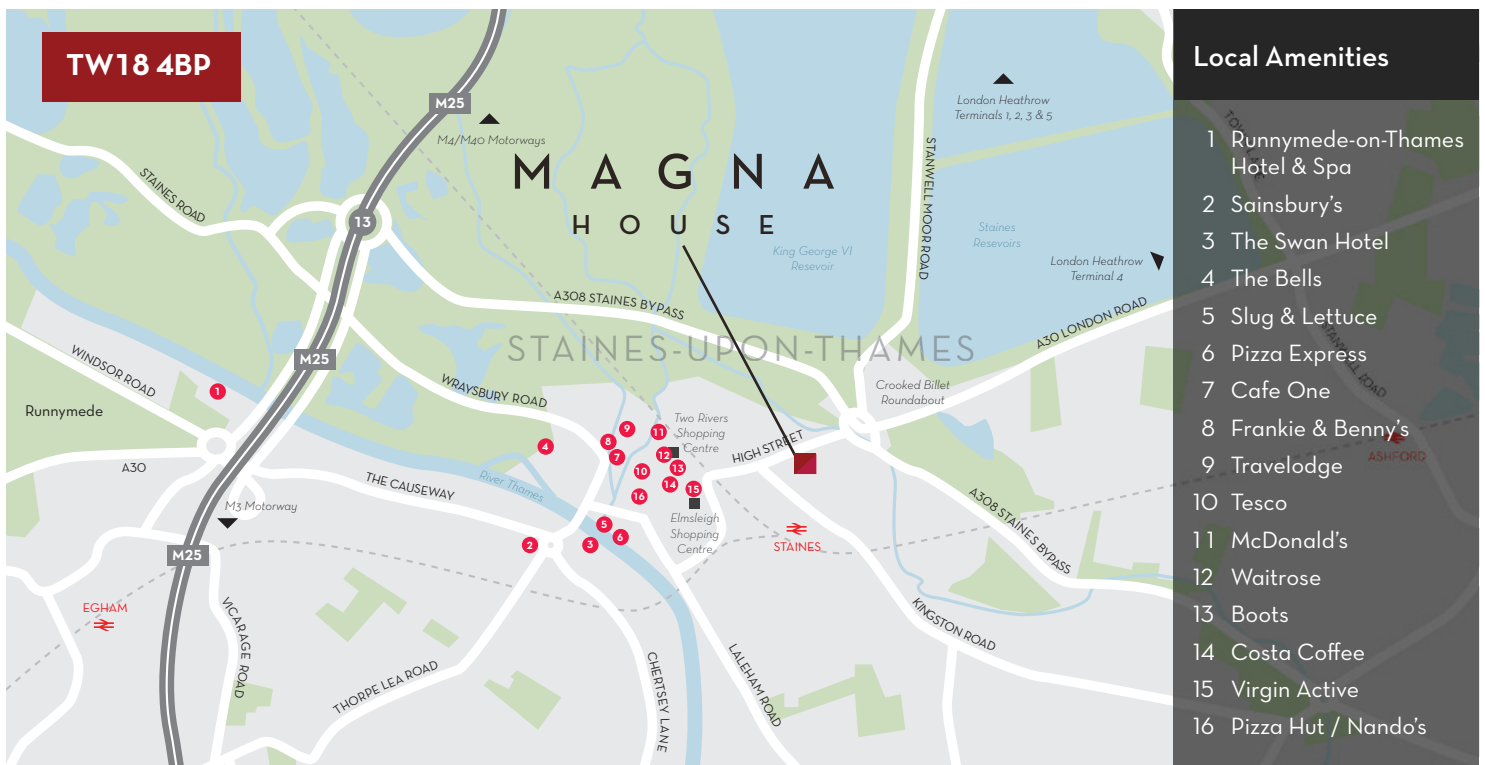 TW18 4BP
M25
M4/M40 Motorways
London Heathrow
Terminals 1, 2, 3 & 5
MAGNA
HOUSE
STAINES ROAD
13
STANWELL MOOR ROAD
King George VI
Resevoir
Staines
Resevoirs
London Heathrow
Terminal 4
A308 STAINES BYPASS
A30 LONDON ROAD
STAINES-UPON-THAMES
M25
WINDSOR ROAD
WRAYSBURY ROAD
Crooked Billet
Roundabout
1
Runnymede
Two Rivers
Shopping
Centre
HIGH STREET
4
8
9
11
7
12
13
10
14
15
16
A30
THE CAUSEWAY
River Thames
M3 Motorway
Elmsleigh
Shopping
Centre
5
6
2
3
STAINES
A308 STAINES BYPASS
M25
EGHAM
VICARAGE ROAD
KINGSTON ROAD
THORPE LEA ROAD
CHERTSEY LANE
LALEHAM ROAD
Local Amenities
1 Runnymede-on-Thames
Hotel & Spa
2 Sainsbury's
3 The Swan Hotel
4 The Bells
5 Slug & Lettuce
6 Pizza Express
7 Cafe One
8 Frankie & Benny's
9 Travelodge
10 Tesco
11 McDonald's
12 Waitrose
13 Boots
14 Costa Coffee
15 Virgin Active
16 Pizza Hut / Nando's
ASHFORD